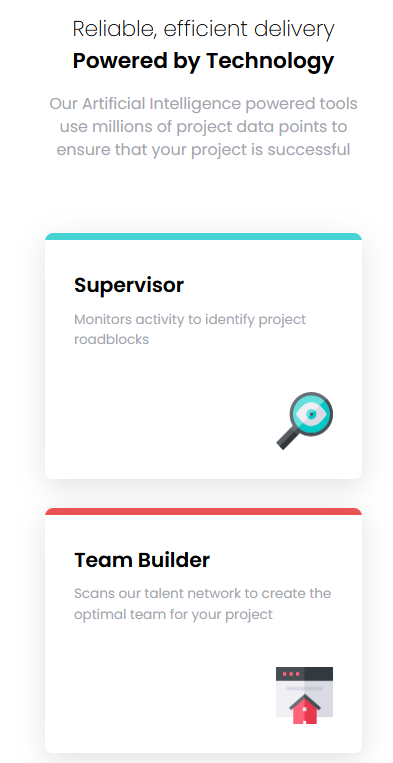 Reliable, efficient delivery
Powered by Technology
Our Artificial Intelligence powered tools
use millions of project data points to
ensure that your project is successful
Supervisor
Monitors activity to identify project
roadblocks
Team Builder
Scans our talent network to create the
optimal team for your project